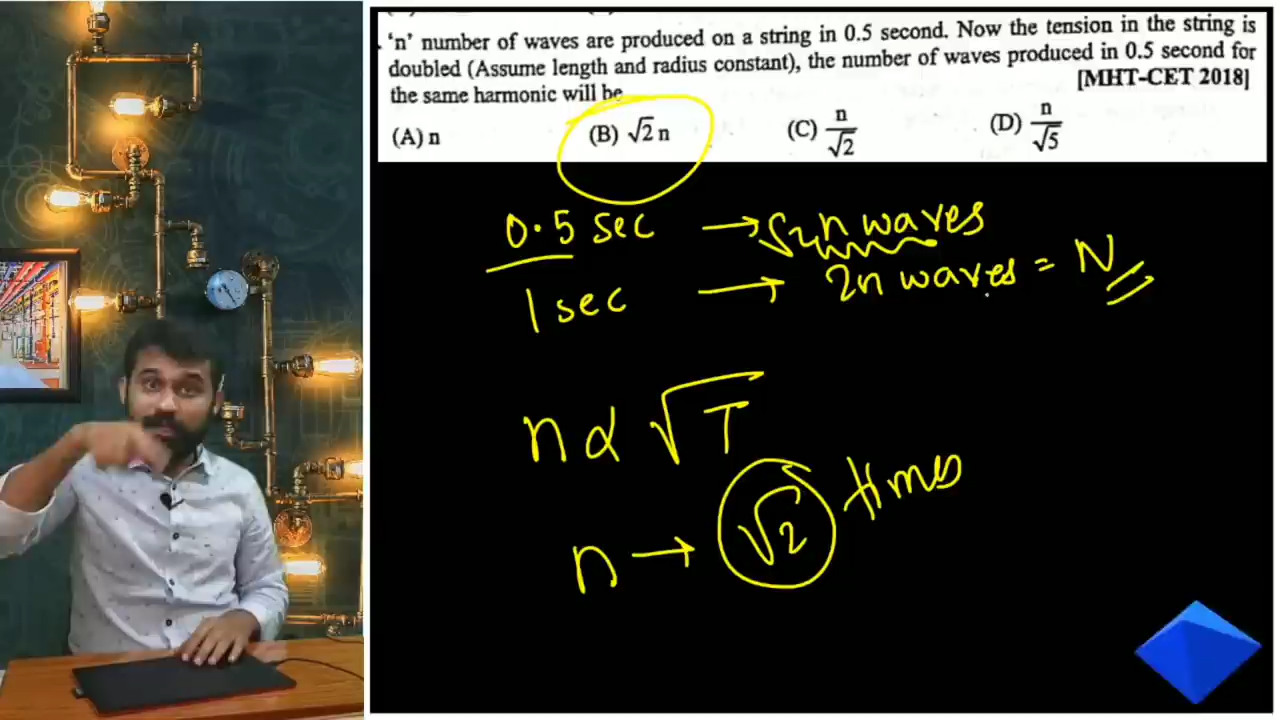 'n' number of waves are produced on a string in 0.5 second. Now the tension in the string is
doubled (Assume length and radius constant), the number of waves produced in 0.5 second for
the same harmonic will be [MHT-CET 2018]
(A) n (B) √2 n (C) n/√2 (D) n/√5
0.5 sec → √2 n waves
1 sec → 2n waves = N
n ∝ √T
n → √2 times